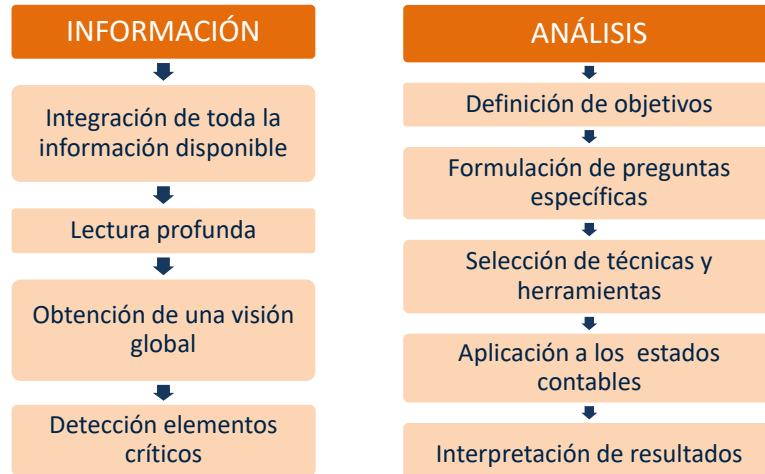 INFORMACIÓN
Integración de toda la
información disponible
Lectura profunda
Obtención de una visión
global
Detección elementos
críticos
ANÁLISIS
Definición de objetivos
Formulación de preguntas
específicas
Selección de técnicas y
herramientas
Aplicación a los estados
contables
Interpretación de resultados